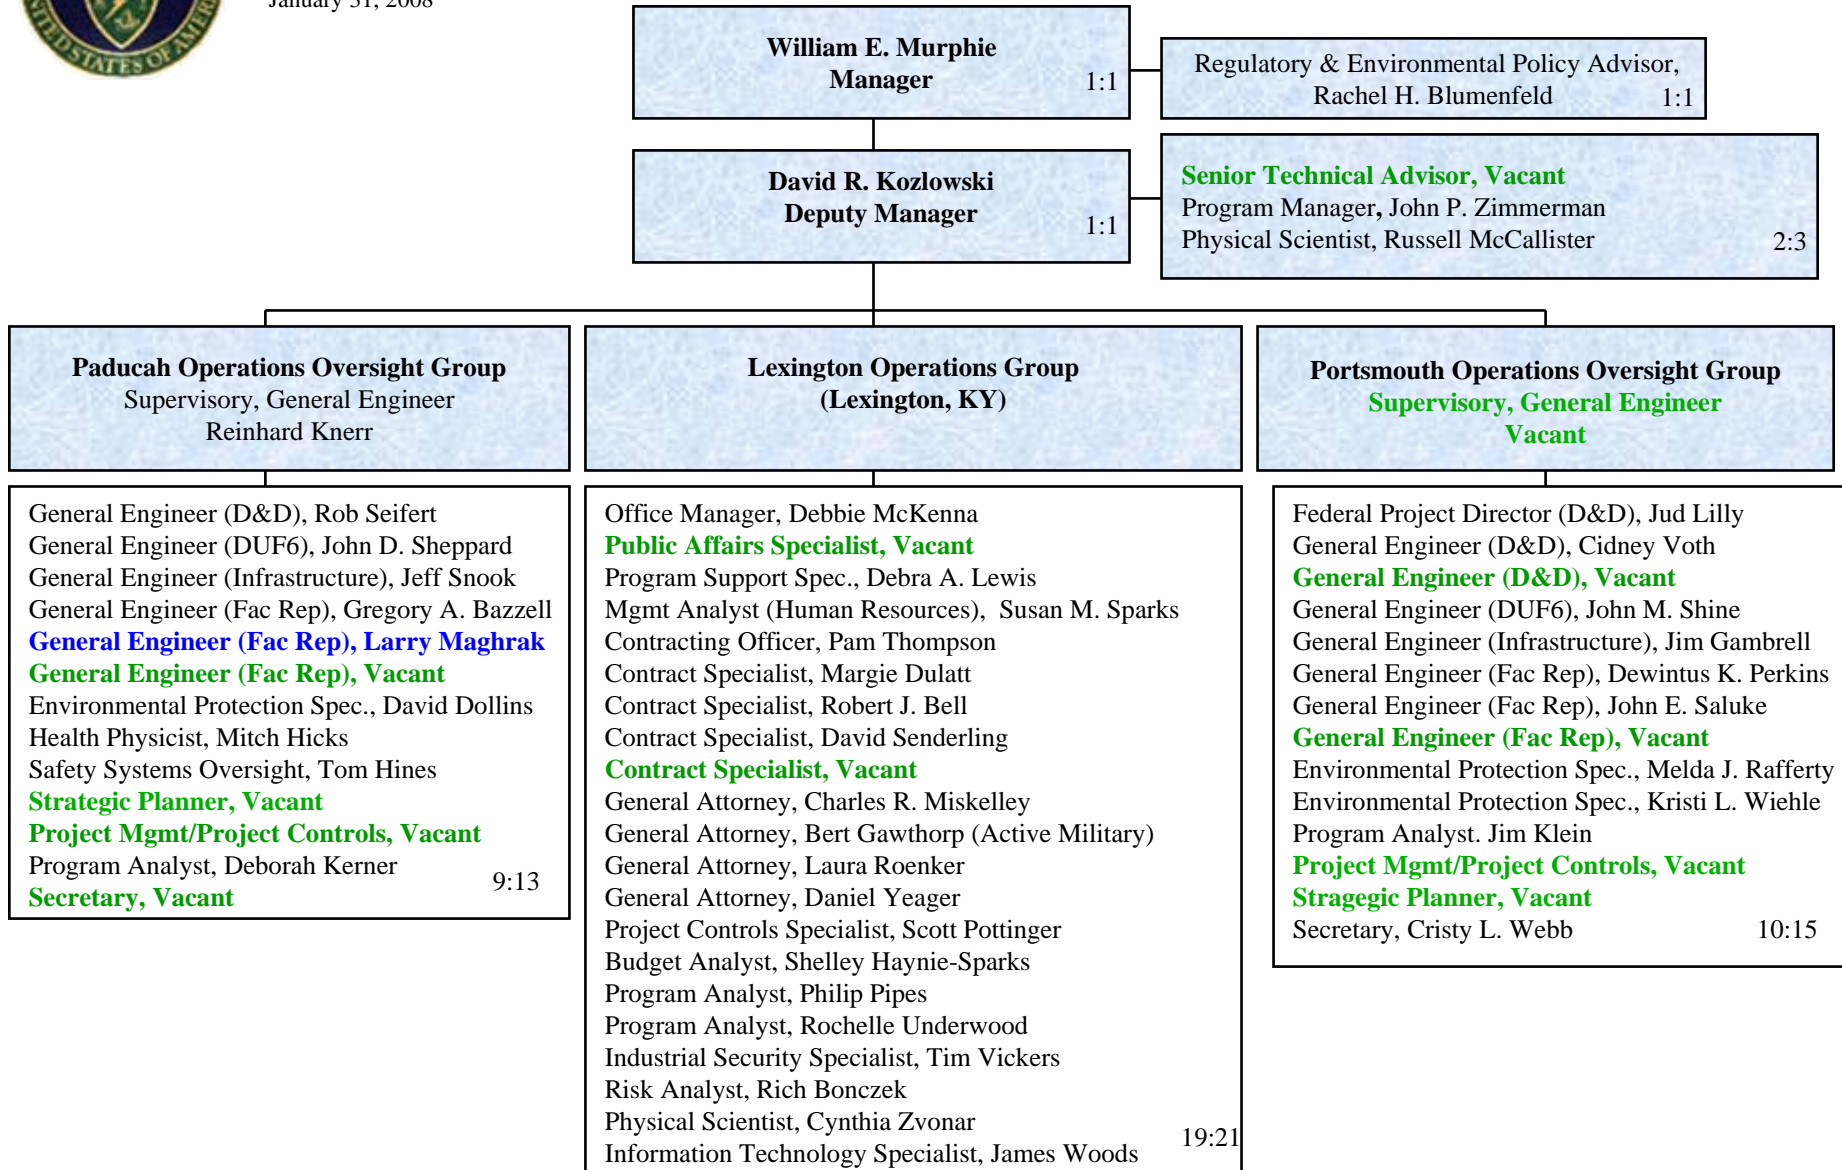 January 31, 2008
UNITED STATES OF AMER
William E. Murphie
Manager
1:1
Regulatory & Environmental Policy Advisor,
Rachel H. Blumenfeld
1:1
David R. Kozlowski
Deputy Manager
1:1
Senior Technical Advisor, Vacant
Program Manager, John P. Zimmerman
Physical Scientist, Russell McCallister
2:3
Paducah Operations Oversight Group
Supervisory, General Engineer
Reinhard Knerr
General Engineer (D&D), Rob Seifert
General Engineer (DUF6), John D. Sheppard
General Engineer (Infrastructure), Jeff Snook
General Engineer (Fac Rep), Gregory A. Bazzell
General Engineer (Fac Rep), Larry Maghrak
General Engineer (Fac Rep), Vacant
Environmental Protection Spec., David Dollins
Health Physicist, Mitch Hicks
Safety Systems Oversight, Tom Hines
Strategic Planner, Vacant
Project Mgmt/Project Controls, Vacant
Program Analyst, Deborah Kerner
Secretary, Vacant
9:13
Lexington Operations Group
(Lexington, KY)
Office Manager, Debbie McKenna
Public Affairs Specialist, Vacant
Program Support Spec., Debra A. Lewis
Mgmt Analyst (Human Resources),  Susan M. Sparks
Contracting Officer, Pam Thompson
Contract Specialist, Margie Dulatt
Contract Specialist, Robert J. Bell
Contract Specialist, David Senderling
Contract Specialist, Vacant
General Attorney, Charles R. Miskelley
General Attorney, Bert Gawthorp (Active Military)
General Attorney, Laura Roenker
General Attorney, Daniel Yeager
Project Controls Specialist, Scott Pottinger
Budget Analyst, Shelley Haynie-Sparks
Program Analyst, Philip Pipes
Program Analyst, Rochelle Underwood
Industrial Security Specialist, Tim Vickers
Risk Analyst, Rich Bonczek
Physical Scientist, Cynthia Zvonar
Information Technology Specialist, James Woods
19:21
Portsmouth Operations Oversight Group
Supervisory, General Engineer
Vacant
Federal Project Director (D&D), Jud Lilly
General Engineer (D&D), Cidney Voth
General Engineer (D&D), Vacant
General Engineer (DUF6), John M. Shine
General Engineer (Infrastructure), Jim Gambrell
General Engineer (Fac Rep), Dewintus K. Perkins
General Engineer (Fac Rep), John E. Saluke
General Engineer (Fac Rep), Vacant
Environmental Protection Spec., Melda J. Rafferty
Environmental Protection Spec., Kristi L. Wiehle
Program Analyst. Jim Klein
Project Mgmt/Project Controls, Vacant
Stragegic Planner, Vacant
Secretary, Cristy L. Webb
10:15